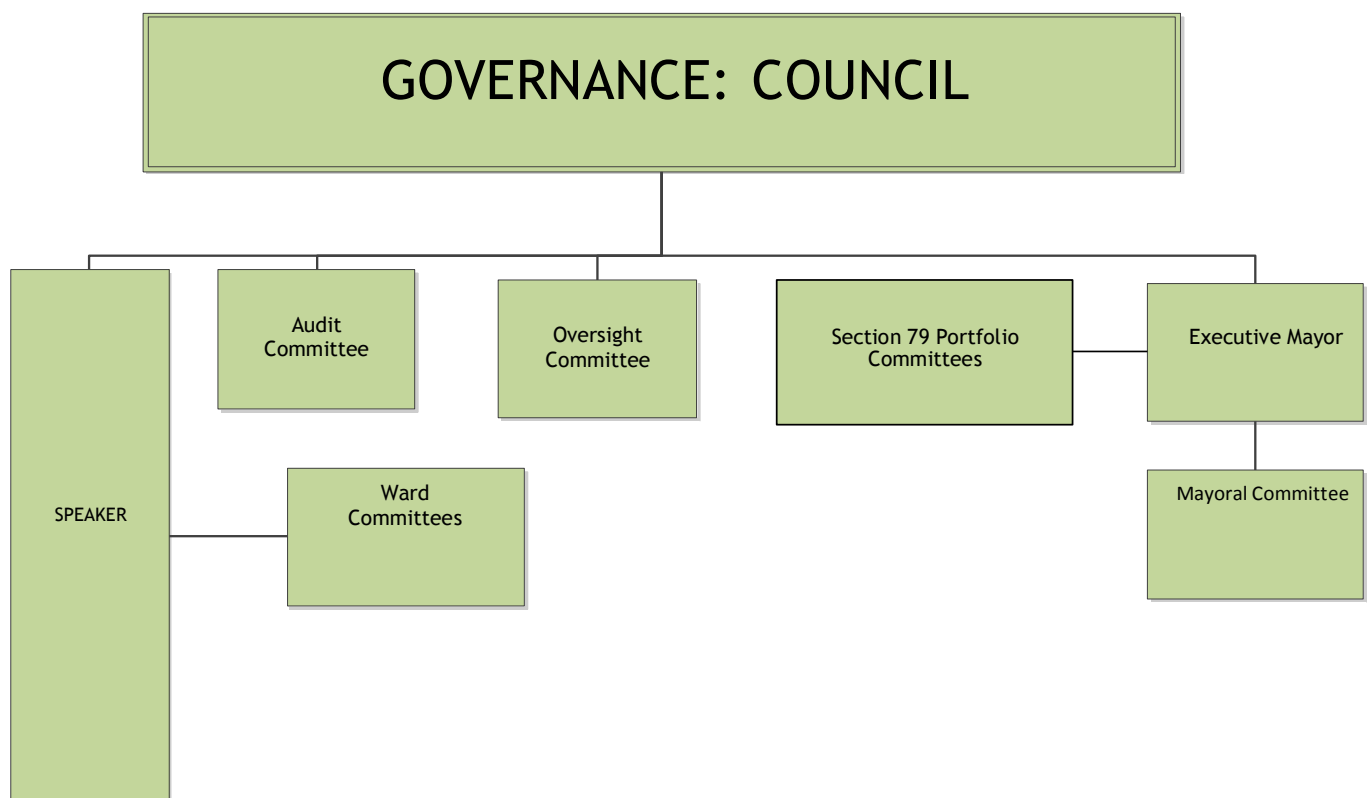 GOVERNANCE: COUNCIL
Audit
Committee
Oversight
Committee
Section 79 Portfolio
Committees
Executive Mayor
SPEAKER
Ward
Committees
Mayoral Committee